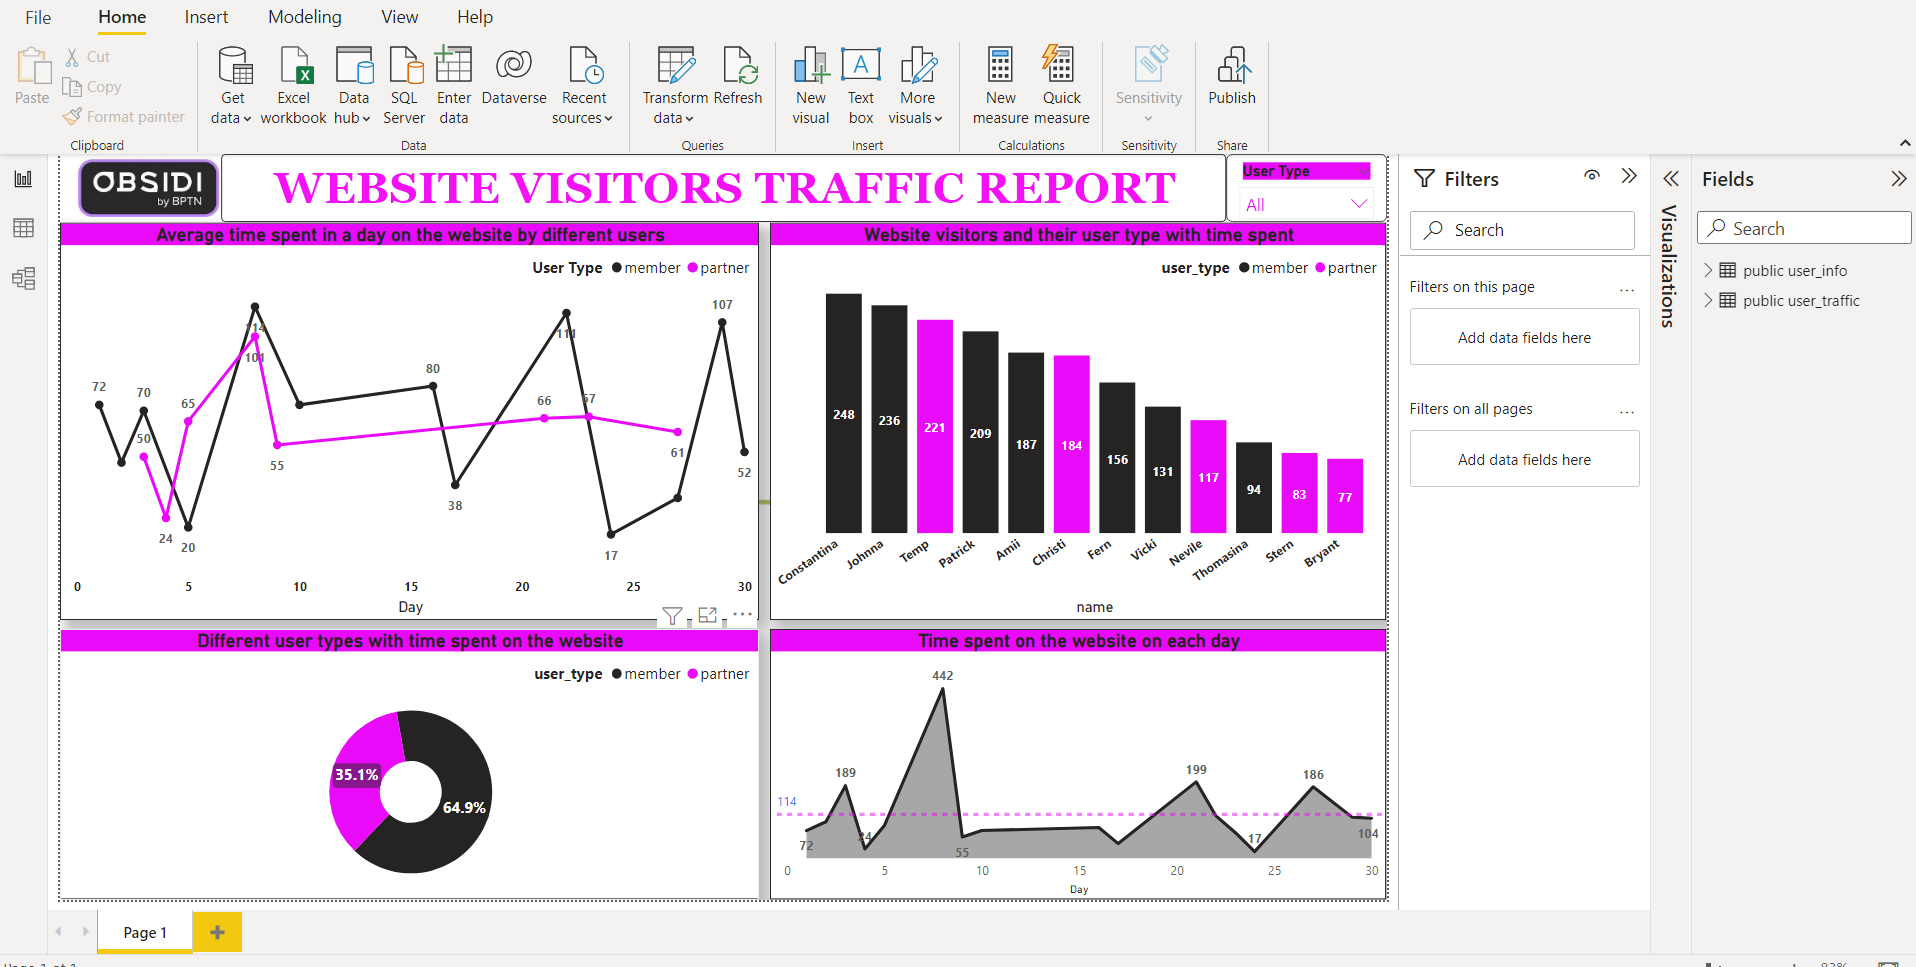 File Home Insert Modeling View Help
Paste
Cut
Copy
Format painter
Clipboard
Get data
Excel workbook
Data hub
SQL Server
Enter data
Dataverse
Recent sources
Data
Transform data
Refresh
Queries
New visual
Text box
More visuals
Insert
New measure
Quick measure
Calculations
Sensitivity
Sensitivity
Publish
Share
OBSIDI
by BPTN
WEBSITE VISITORS TRAFFIC REPORT
User Type
All
Average time spent in a day on the website by different users
User Type member partner
72
70
50
65
24
20
114
101
55
80
38
66
111
67
17
61
107
52
0 5 10 15 20 25 30
Day
Website visitors and their user type with time spent
user_type member partner
248 236 221 209 187 184 156 131 117 94 83 77
Constantina Johnna Temp Patrick Amii Christi Fern Vicki Nevile Thomasina Stern Bryant
name
Different user types with time spent on the website
user_type member partner
35.1%
64.9%
Time spent on the website on each day
442
189
199
186
114
72
24
55
17
104
0 5 10 15 20 25 30
Day
Filters
Search
Filters on this page
...
Add data fields here
Filters on all pages
...
Add data fields here
Visualizations
Fields
Search
public user_info
public user_traffic
Page 1